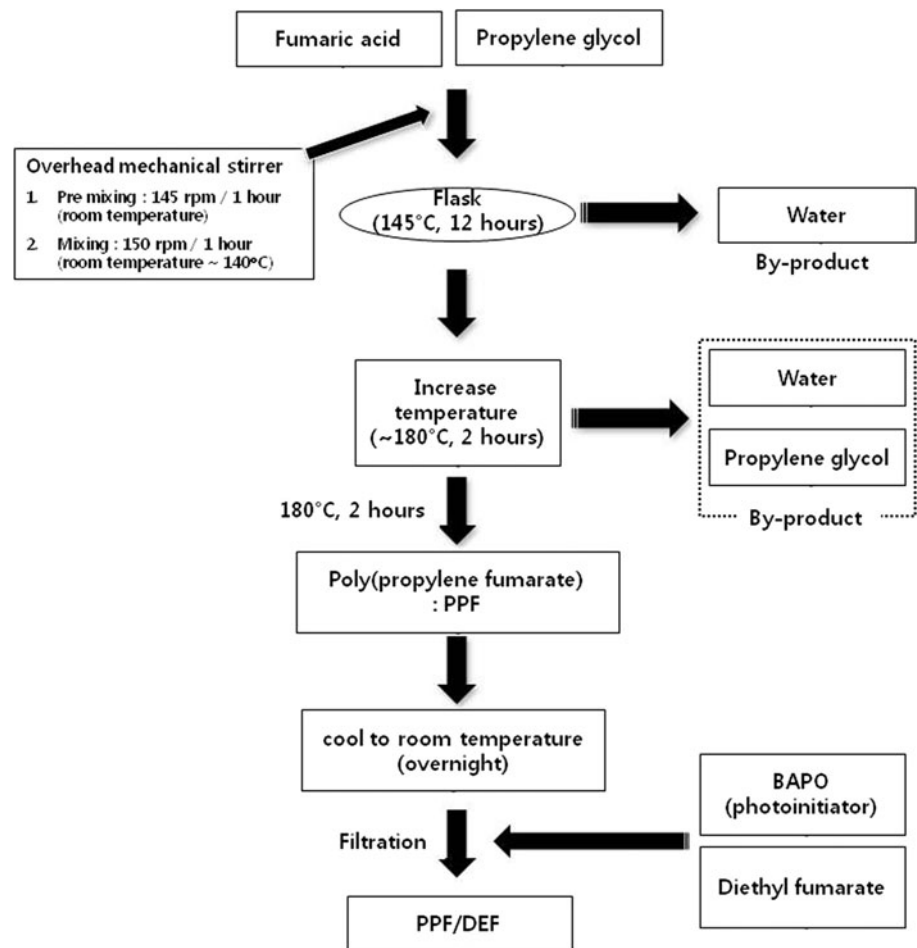 Fumaric acid
Propylene glycol
Overhead mechanical stirrer
1. Pre mixing : 145 rpm / 1 hour
(room temperature)
2. Mixing : 150 rpm / 1 hour
(room temperature ~ 140°C)
Flask
(145°C, 12 hours)
Water
By-product
Increase
temperature
(~180°C, 2 hours)
Water
Propylene glycol
By-product
180°C, 2 hours
Poly(propylene fumarate)
: PPF
cool to room temperature
(overnight)
BAPO
(photoinitiator)
Filtration
Diethyl fumarate
PPF/DEF